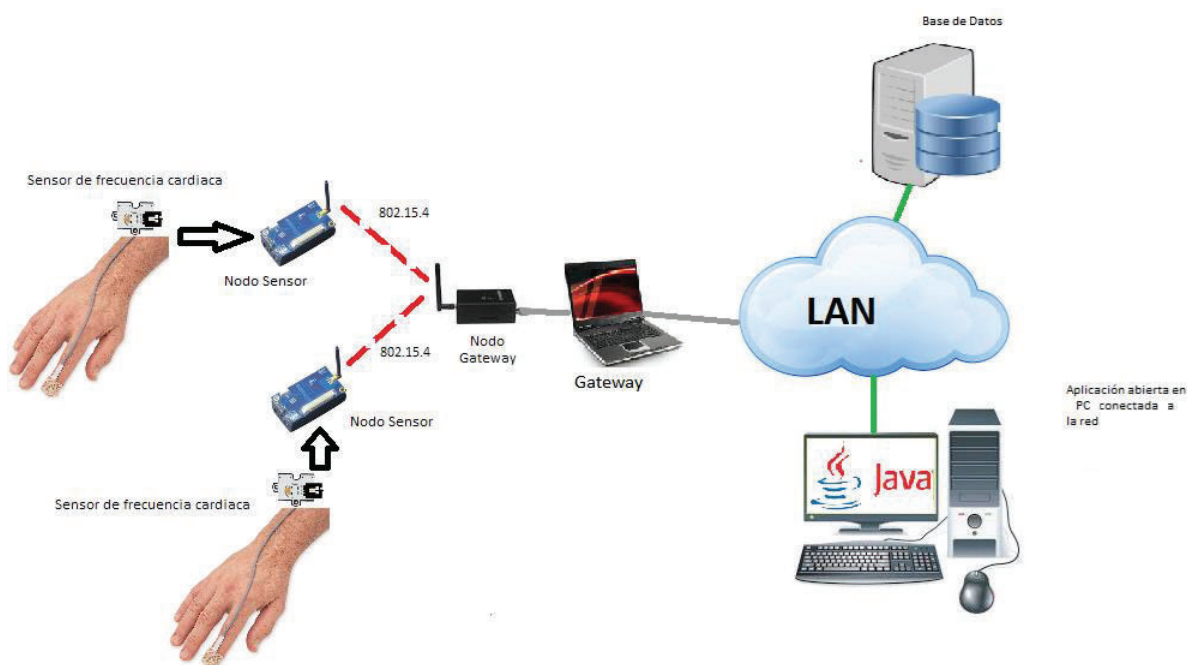 Base de Datos
Sensor de frecuencia cardiaca
802.15.4
Nodo Sensor
LAN
Nodo
Gateway
802.15.4
Gateway
Aplicación abierta en
PC conectada a
la red
Nodo Sensor
Java
Sensor de frecuencia cardiaca